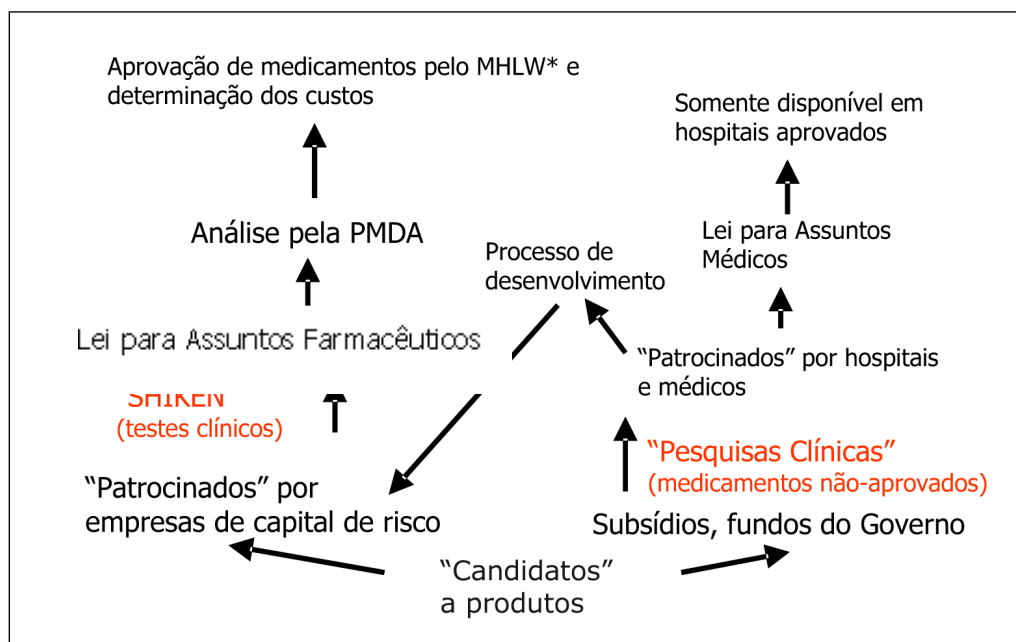 Aprovação de medicamentos pelo MHLW* e
determinação dos custos
Somente disponível em
hospitais aprovados
Análise pela PMDA
Lei para Assuntos
Médicos
Processo de
desenvolvimento
Lei para Assuntos Farmacêuticos
“Patrocinados” por hospitais
e médicos
SHIKEN
(testes clínicos)
“Pesquisas Clínicas”
(medicamentos não-aprovados)
“Patrocinados” por
empresas de capital de risco
Subsídios, fundos do Governo
“Candidatos”
a produtos